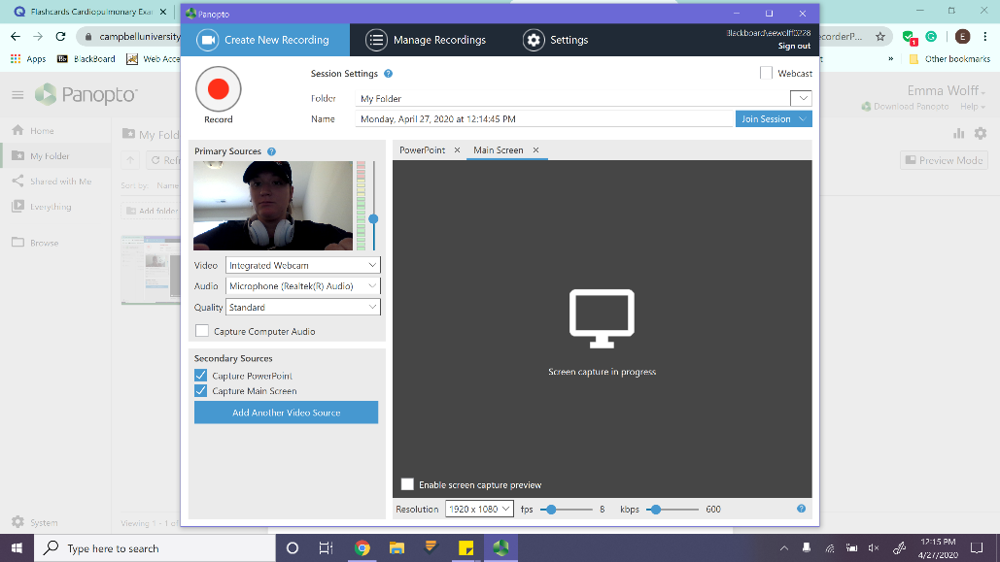 Flashcards Cardiopulmonary Exam
Panopto
campbelluniversity
Create New Recording
Manage Recordings
Settings
Blackboard\eewolff0228
Sign out
corderP...
1
E
Apps
BlackBoard
Web Acce
Other bookmarks
Record
Session Settings
Webcast
Folder
My Folder
Name
Monday, April 27, 2020 at 12:14:45 PM
Join Session
Panopto
Emma Wolff
Download Panopto
Help
Home
My Fold
My Folder
Refr
Preview Mode
Shared with Me
Sort by:
Name
Everything
Add folder
Browse
Primary Sources
PowerPoint
Main Screen
Video
Integrated Webcam
Audio
Microphone (Realtek(R) Audio)
Quality
Standard
Capture Computer Audio
Secondary Sources
Capture PowerPoint
Capture Main Screen
Add Another Video Source
Screen capture in progress
Enable screen capture preview
Resolution
1920 x 1080
fps
8
kbps
600
System
Viewing 1 - 1 of
Type here to search
12:15 PM
4/27/2020